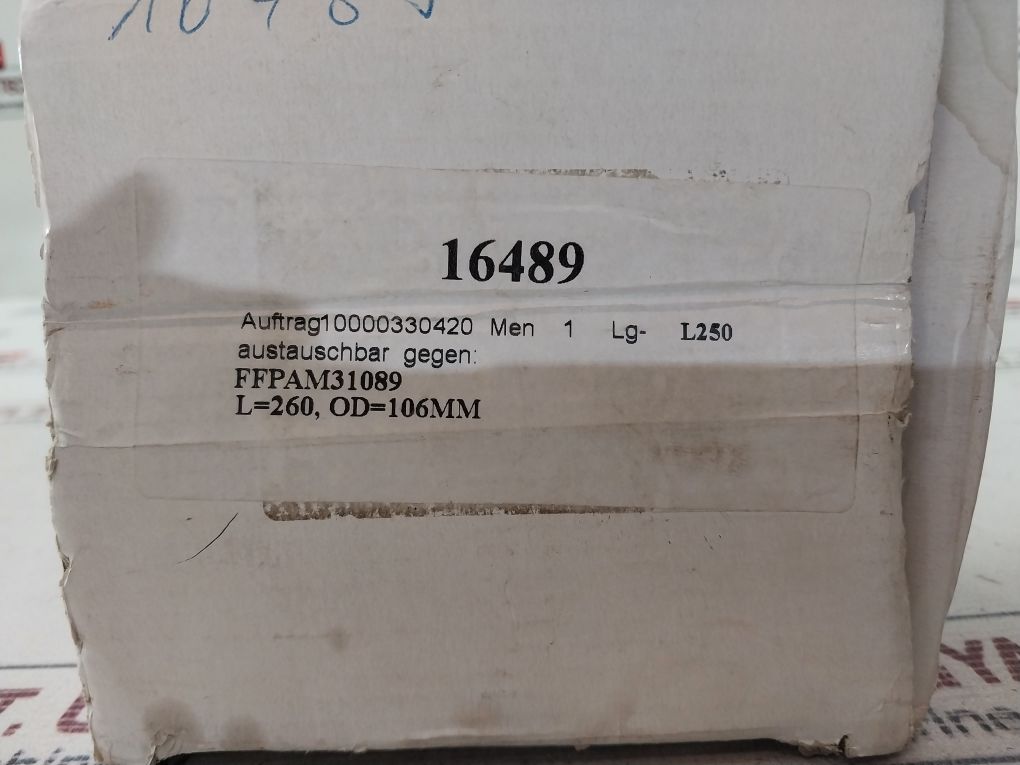 16489
Auftrag10000330420 Men 1 Lg- L250
austauschbar gegen:
FFPAM31089
L=260, OD=106MM